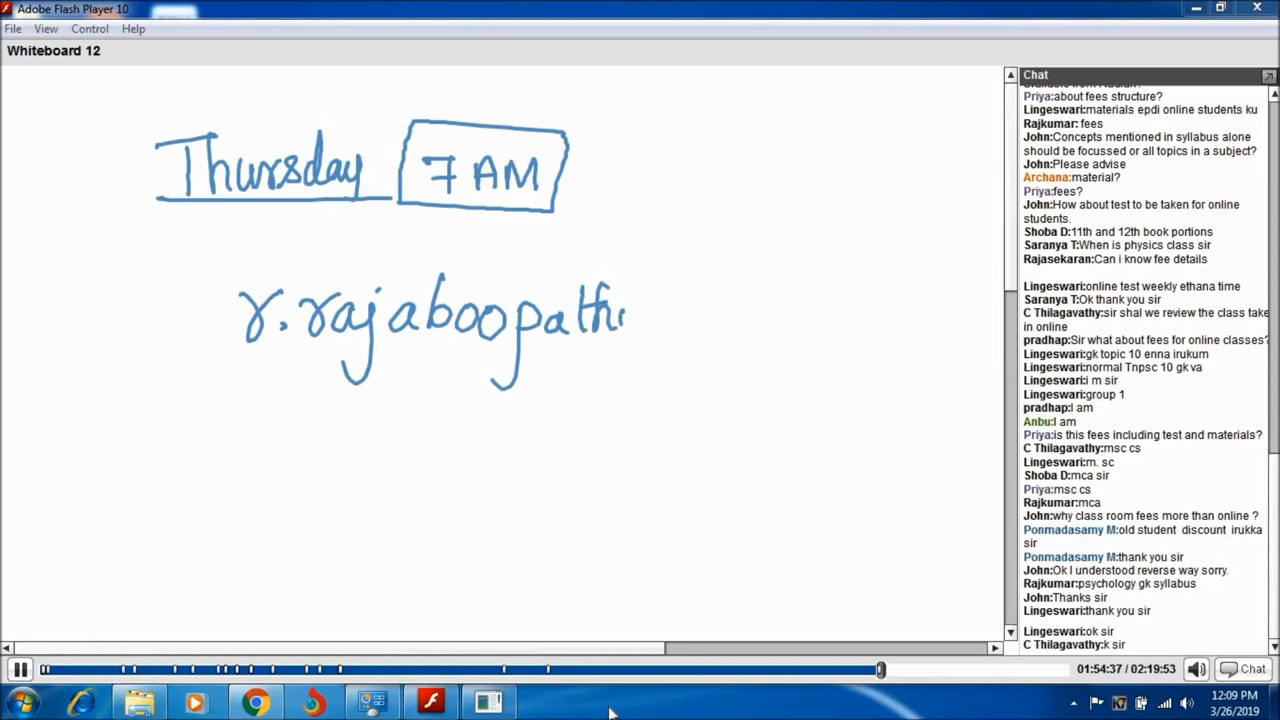 Adobe Flash Player 10
File View Control Help
Whiteboard 12
Thursday 7 AM
r. rajaboopathi
Chat
Priya:about fees structure?
Lingeswari:materials epdi online students ku
Rajkumar: fees
John:Concepts mentioned in syllabus alone
should be focussed or all topics in a subject?
John:Please advise
Archana:material?
Priya:fees?
John:How about test to be taken for online
students.
Shoba D:11th and 12th book portions
Saranya T:When is physics class sir
Rajasekaran:Can i know fee details
Lingeswari:online test weekly ethana time
Saranya T:Ok thank you sir
C Thilagavathy:sir shal we review the class take
in online
pradhap:Sir what about fees for online classes?
Lingeswari:gk topic 10 enna irukum
Lingeswari:normal Tnpsc 10 gk va
Lingeswari:i m sir
Lingeswari:group 1
pradhap:I am
Anbu:I am
Priya:is this fees including test and materials?
C Thilagavathy:msc cs
Lingeswari:m. sc
Shoba D:mca sir
Priya:msc cs
Rajkumar:mca
John:why class room fees more than online ?
Ponmadasamy M:old student discount irukka
sir
Ponmadasamy M:thank you sir
John:Ok I understood reverse way sorry.
Rajkumar:psychology gk syllabus
John:Thanks sir
Lingeswari:thank you sir
Lingeswari:ok sir
C Thilagavathy:k sir
01:54:37 / 02:19:53 Chat
12:09 PM
3/26/2019